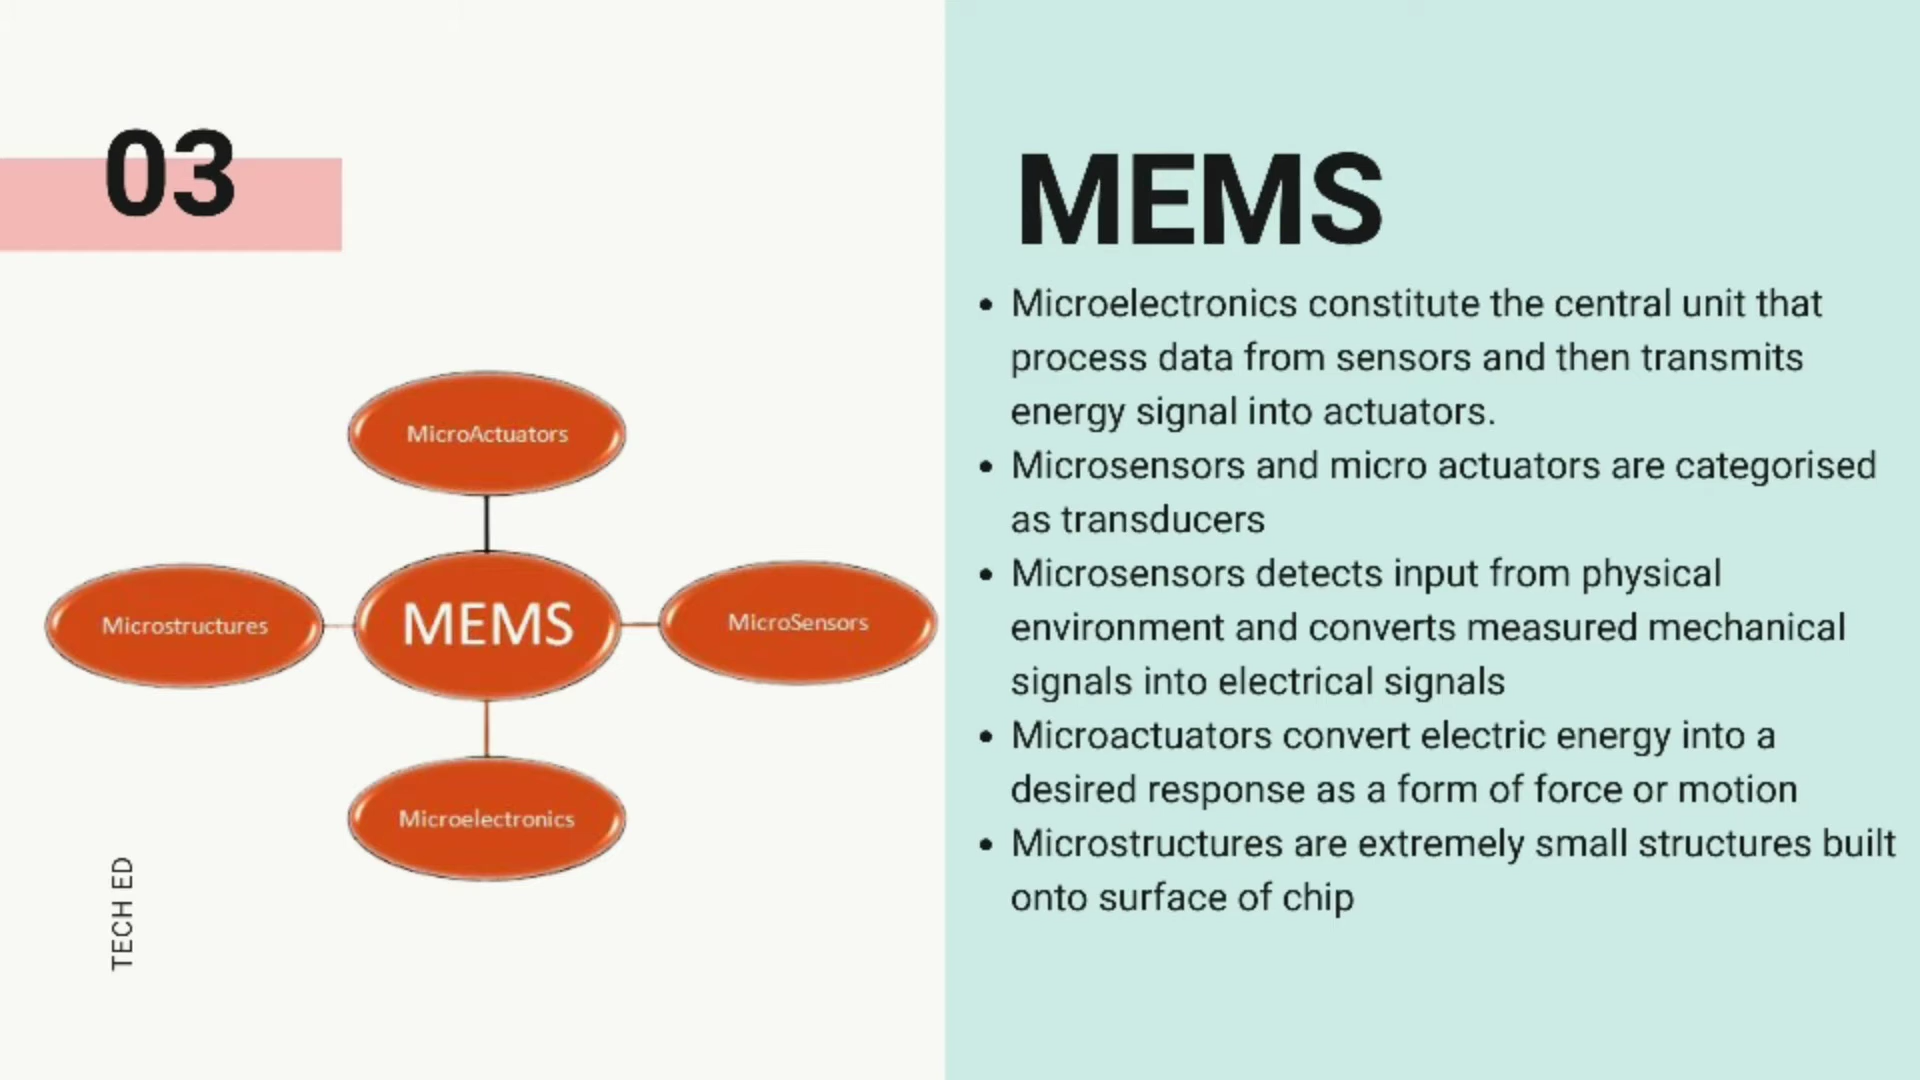 03
MicroActuators
Microstructures
MEMS
MicroSensors
Microelectronics
TECH ED
MEMS
• Microelectronics constitute the central unit that
process data from sensors and then transmits
energy signal into actuators.
• Microsensors and micro actuators are categorised
as transducers
• Microsensors detects input from physical
environment and converts measured mechanical
signals into electrical signals
• Microactuators convert electric energy into a
desired response as a form of force or motion
• Microstructures are extremely small structures built
onto surface of chip